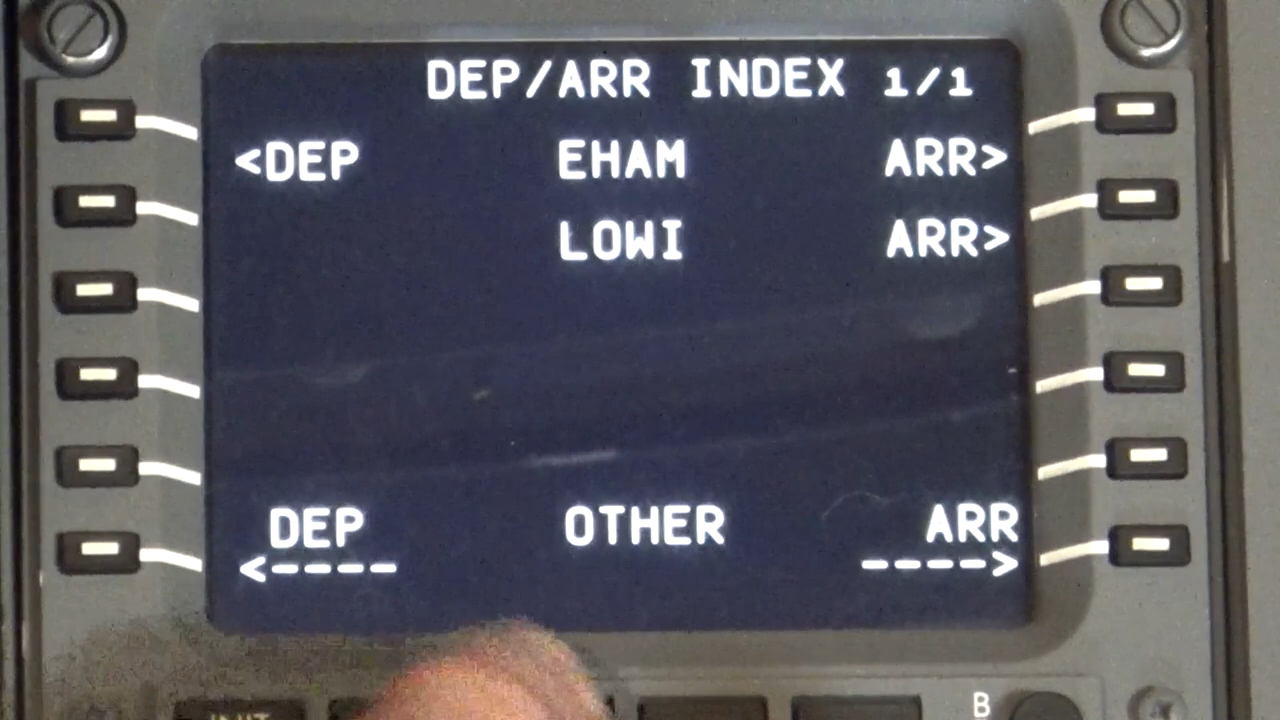 DEP/ARR INDEX 1/1
<DEP EHAM ARR>
LOWI ARR>
DEP OTHER ARR
<---- ---->
B